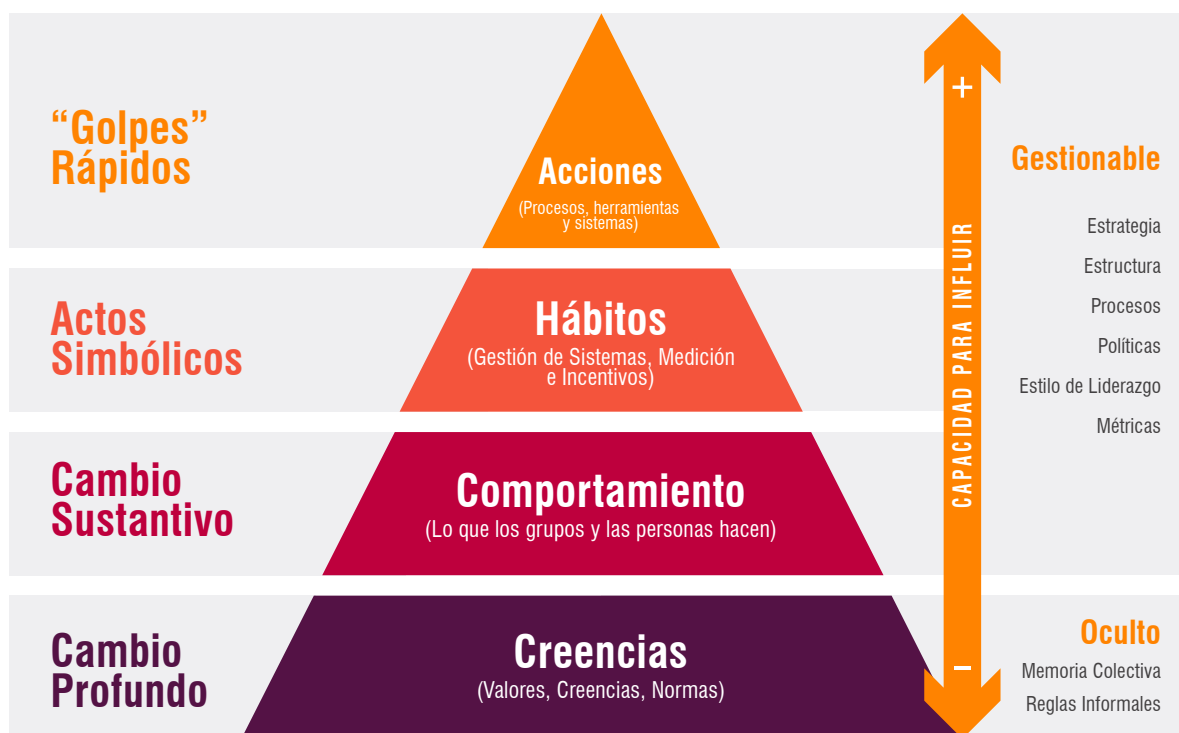 “Golpes”
Rápidos
Acciones
(Procesos, herramientas
y sistemas)
Actos
Simbólicos
Hábitos
(Gestión de Sistemas, Medición
e Incentivos)
Cambio
Sustantivo
Comportamiento
(Lo que los grupos y las personas hacen)
Cambio
Profundo
Creencias
(Valores, Creencias, Normas)
+
CAPACIDAD PARA INFLUIR
-
Gestionable
Estrategia
Estructura
Procesos
Políticas
Estilo de Liderazgo
Métricas
Oculto
Memoria Colectiva
Reglas Informales